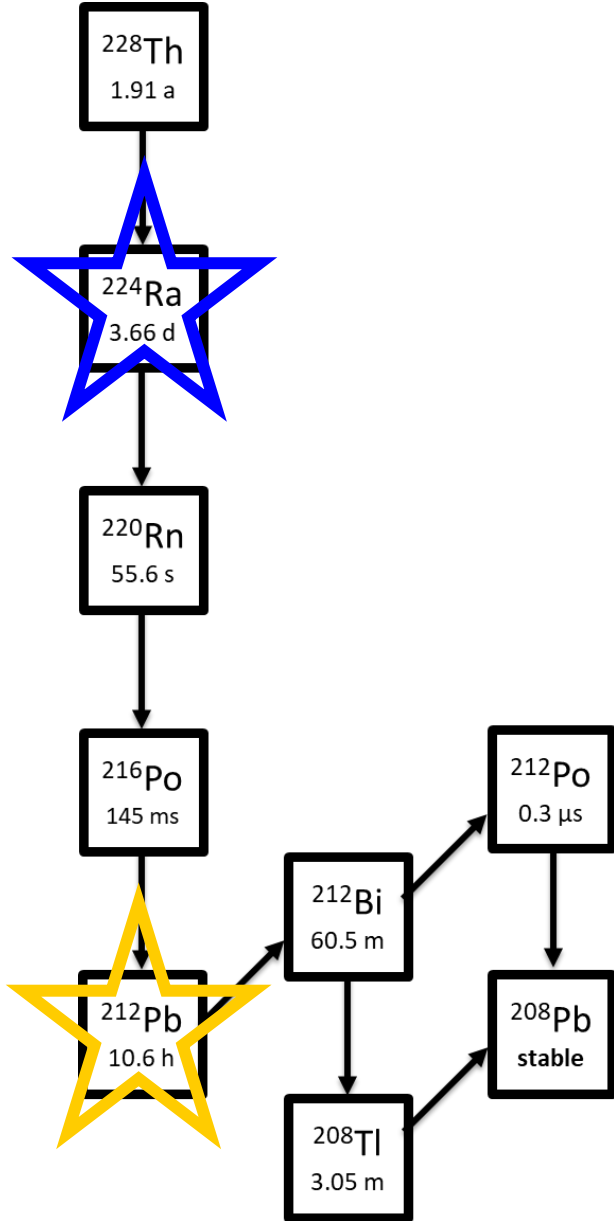 ²²⁸Th
1.91 a
²²⁴Ra
3.66 d
²²⁰Rn
55.6 s
²¹⁶Po
145 ms
²¹²Pb
10.6 h
²¹²Bi
60.5 m
²⁰⁸Tl
3.05 m
²¹²Po
0.3 µs
²⁰⁸Pb
stable